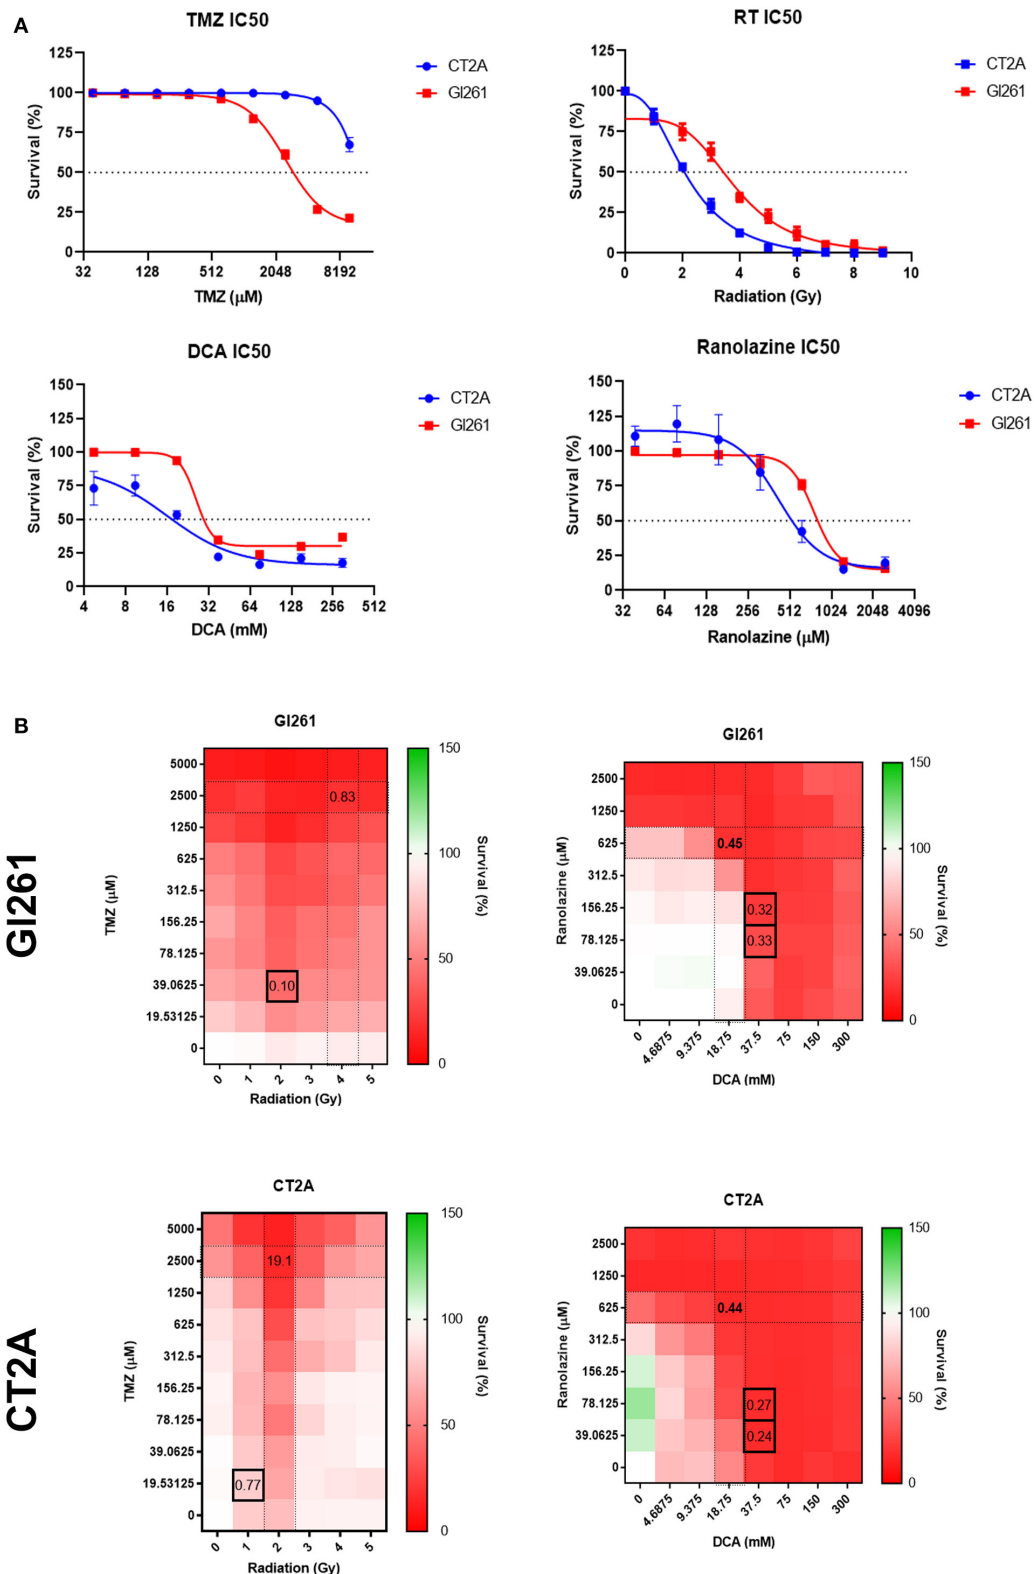 A
TMZ IC50
125
100
75
50
25
0
Survival (%)
32 128 512 2048 8192
TMZ (μM)
CT2A
Gl261
RT IC50
125
100
75
50
25
0
Survival (%)
0 2 4 6 8 10
Radiation (Gy)
CT2A
Gl261
DCA IC50
150
125
100
75
50
25
0
Survival (%)
4 8 16 32 64 128 256 512
DCA (mM)
CT2A
Gl261
Ranolazine IC50
150
125
100
75
50
25
0
Survival (%)
32 64 128 256 512 1024 2048 4096
Ranolazine (μM)
CT2A
Gl261
B
Gl261
Gl261
TMZ (μM)
5000
2500
1250
625
312.5
156.25
78.125
39.0625
19.53125
0
0.83
0.10
0 1 2 3 4 5
Radiation (Gy)
150
100
50
0
Survival (%)
Gl261
Ranolazine (μM)
2500
1250
625
312.5
156.25
78.125
39.0625
0
0.45
0.32
0.33
0 4.6875 9.375 18.75 37.5 75 150 300
DCA (mM)
150
100
50
0
Survival (%)
CT2A
CT2A
TMZ (μM)
5000
2500
1250
625
312.5
156.25
78.125
39.0625
19.53125
0
19.1
0.77
0 1 2 3 4 5
Radiation (Gy)
150
100
50
0
Survival (%)
CT2A
Ranolazine (μM)
2500
1250
625
312.5
156.25
78.125
39.0625
0
0.44
0.27
0.24
0 4.6875 9.375 18.75 37.5 75 150 300
DCA (mM)
150
100
50
0
Survival (%)